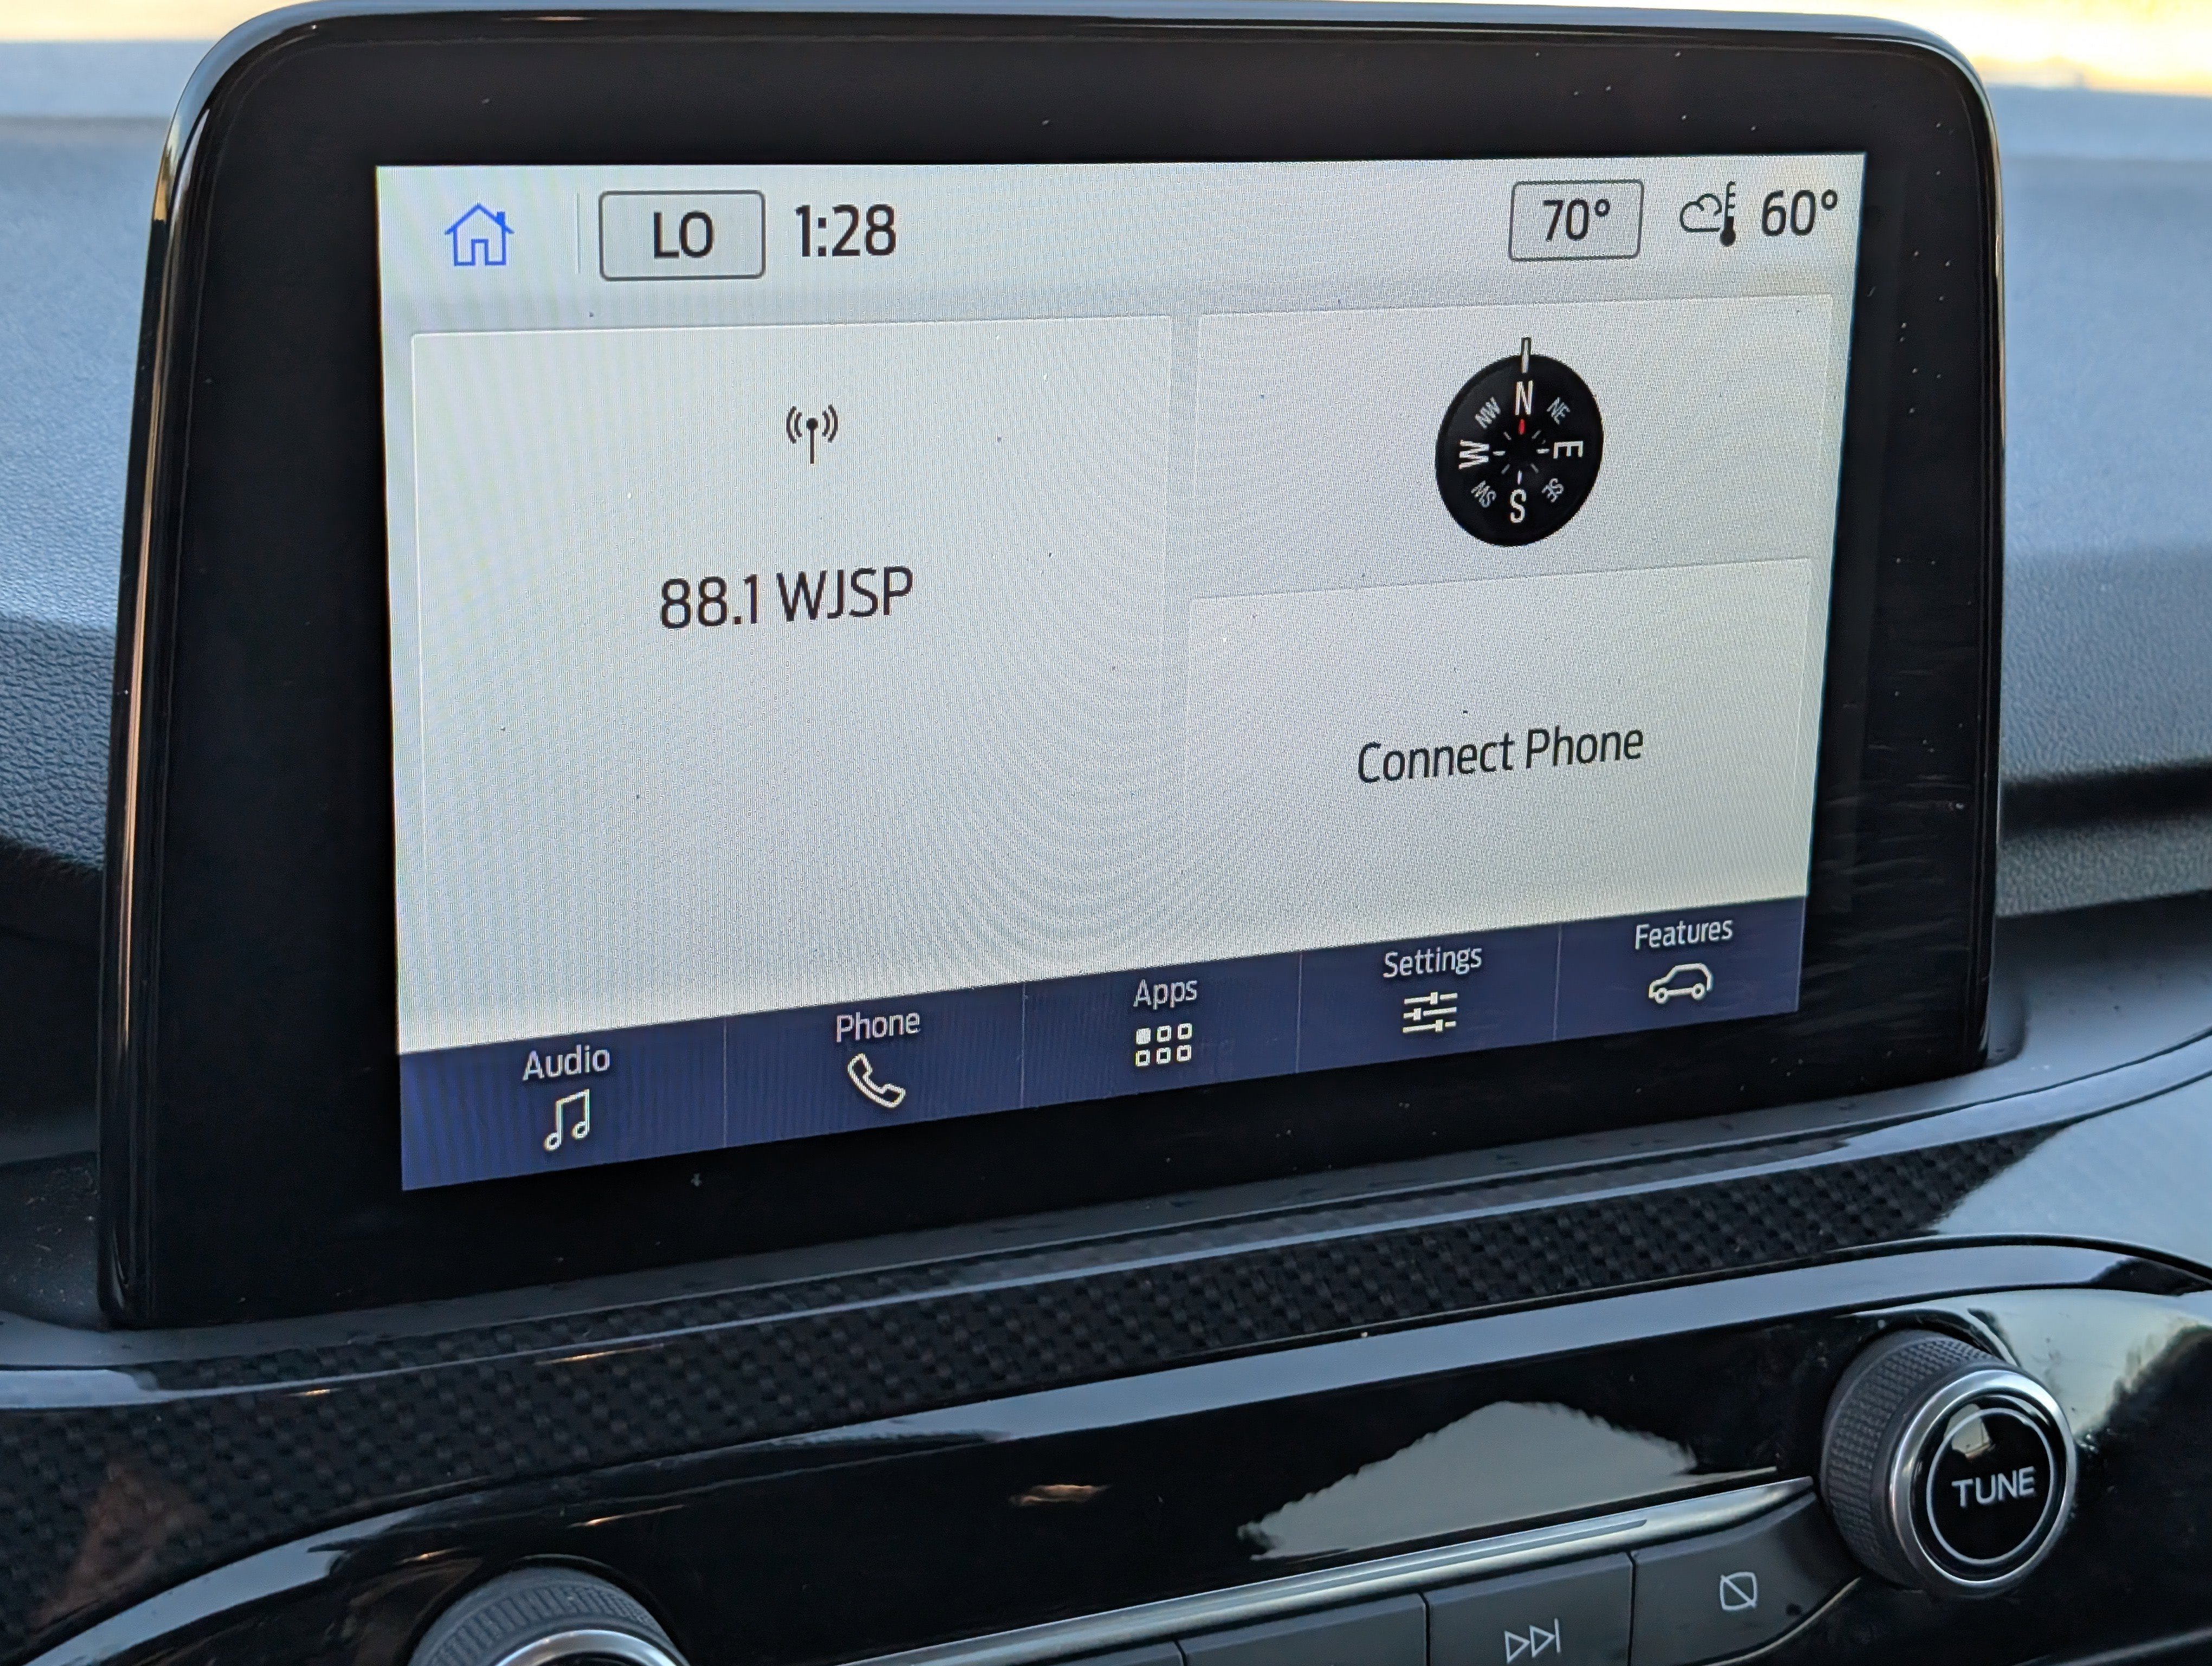 LO 1:28 70° 60°
88.1 WJSP
N
NW NE
W E
SW SE
S
Connect Phone
Audio Phone Apps Settings Features
TUNE